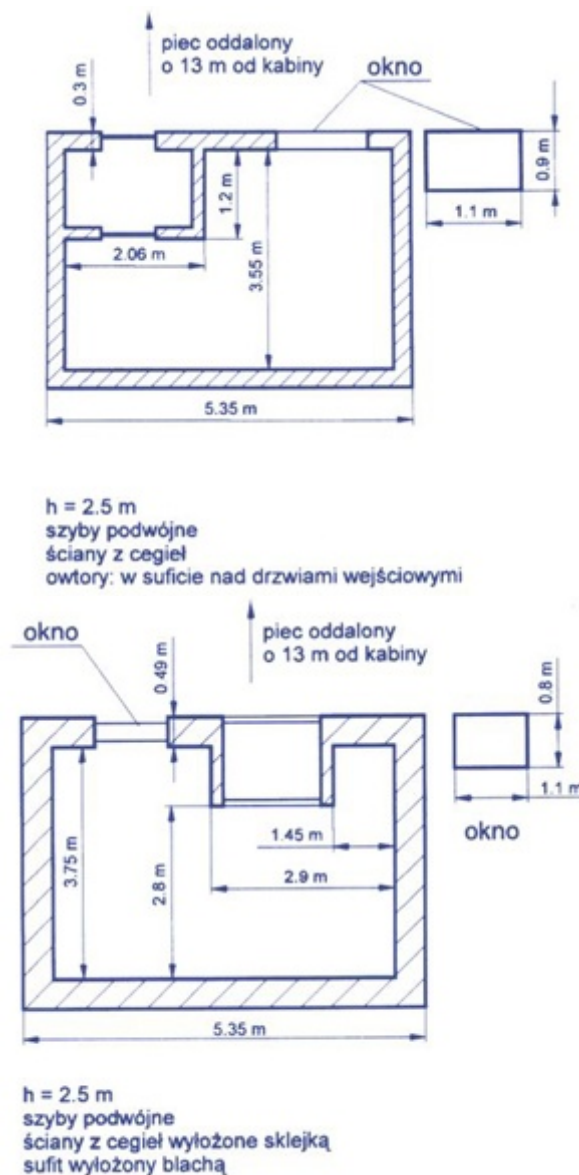 piec oddalony
o 13 m od kabiny
okno
0.3 m
1.2 m
2.06 m
3.55 m
0.9 m
1.1 m
5.35 m
h = 2.5 m
szyby podwójne
ściany z cegieł
owtory: w suficie nad drzwiami wejściowymi
okno
piec oddalony
o 13 m od kabiny
0.49 m
0.8 m
1.1 m
okno
3.75 m
2.8 m
1.45 m
2.9 m
5.35 m
h = 2.5 m
szyby podwójne
ściany z cegieł wyłożone sklejką
sufit wyłożony blachą